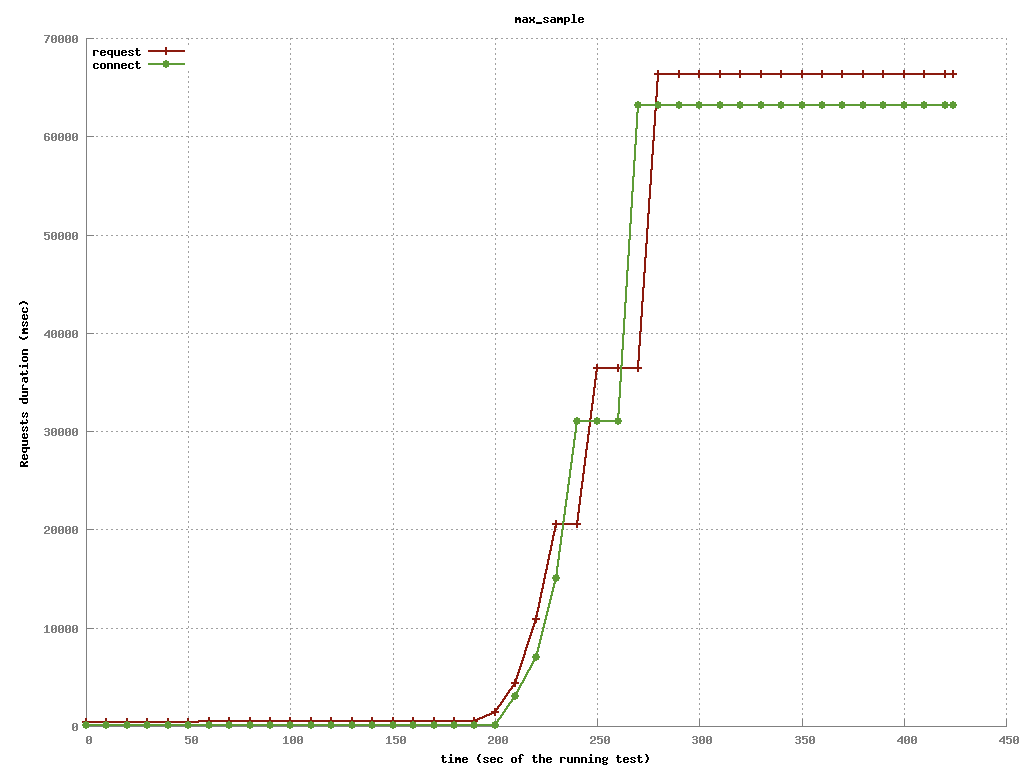 max_sample
70000
request
connect
60000
50000
40000
30000
20000
10000
0
0 50 100 150 200 250 300 350 400 450
Requests duration (msec)
time (sec of the running test)